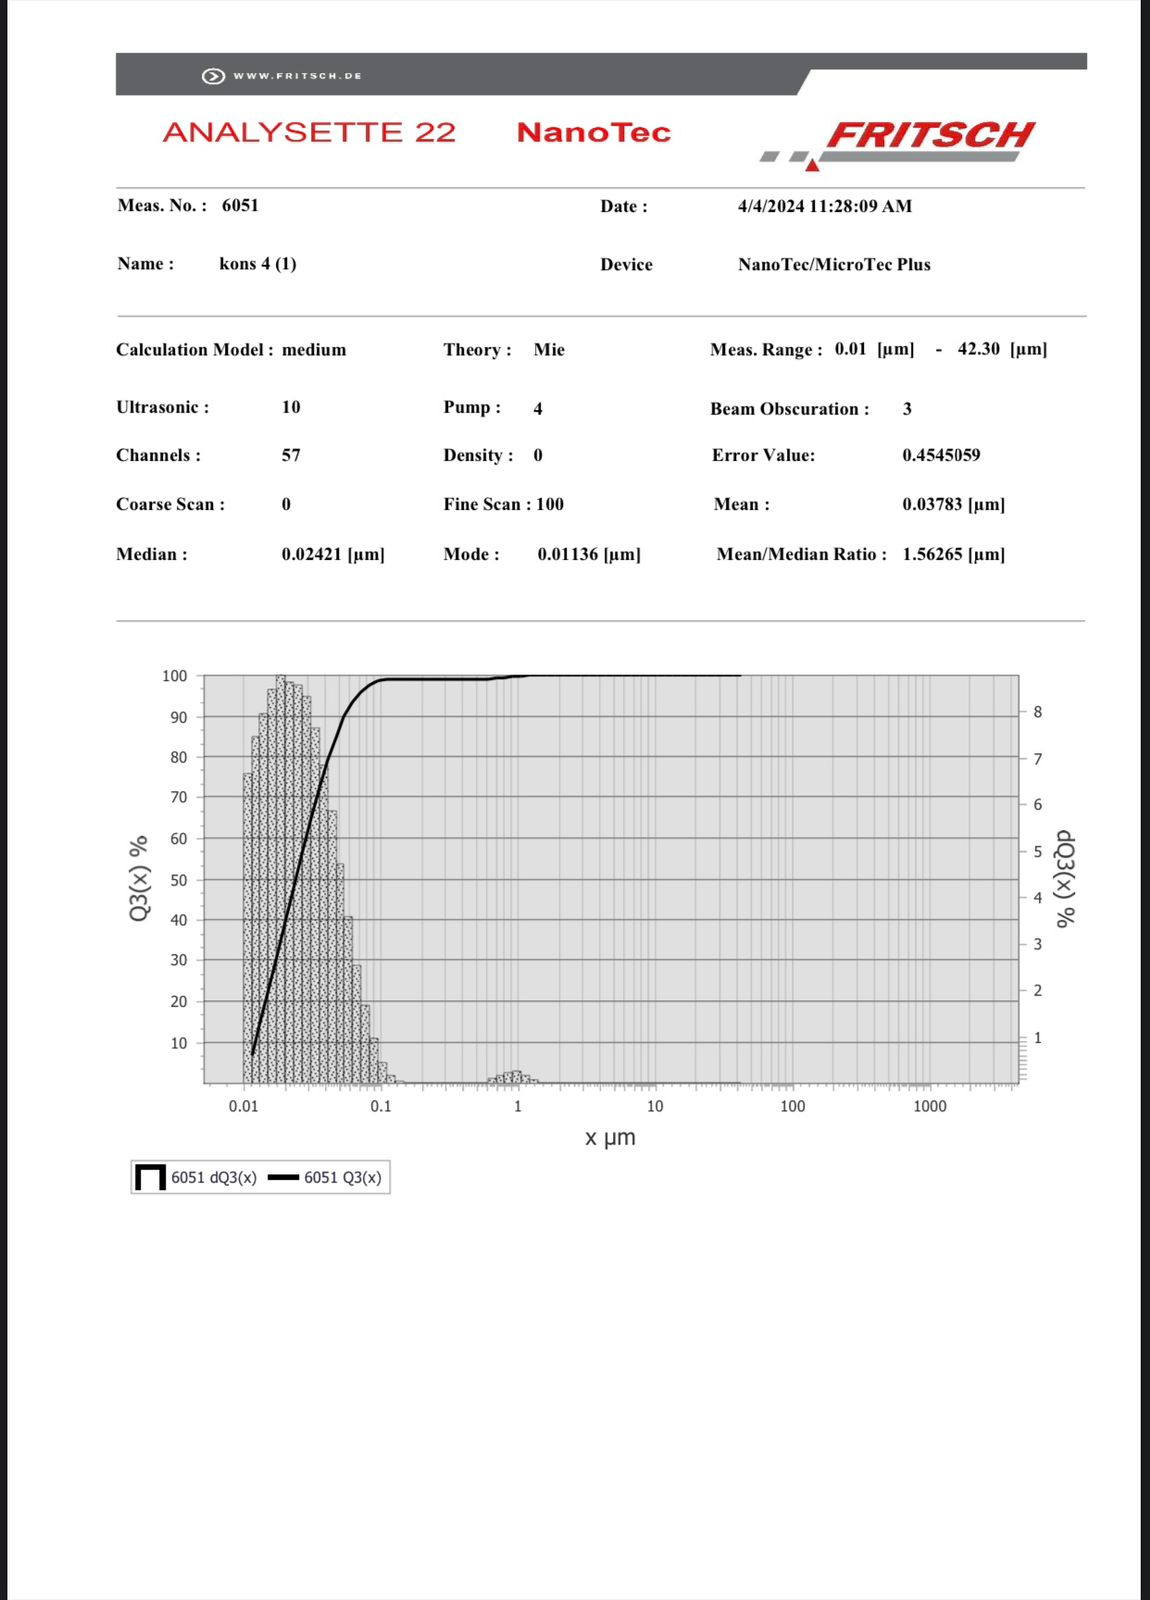 WWW.FRITSCH.DE
ANALYSETTE 22 NanoTec FRITSCH
Meas. No. : 6051 Date : 4/4/2024 11:28:09 AM
Name : kons 4 (1) Device NanoTec/MicroTec Plus
Calculation Model : medium Theory : Mie Meas. Range : 0.01 [µm] - 42.30 [µm]
Ultrasonic : 10 Pump : 4 Beam Obscuration : 3
Channels : 57 Density : 0 Error Value: 0.4545059
Coarse Scan : 0 Fine Scan : 100 Mean : 0.03783 [µm]
Median : 0.02421 [µm] Mode : 0.01136 [µm] Mean/Median Ratio : 1.56265 [µm]
100
90
80
70
60
50
40
30
20
10
Q3(x) %
8
7
6
5
4
3
2
1
dQ3(x) %
0.01 0.1 1 10 100 1000
x µm
6051 dQ3(x) 6051 Q3(x)